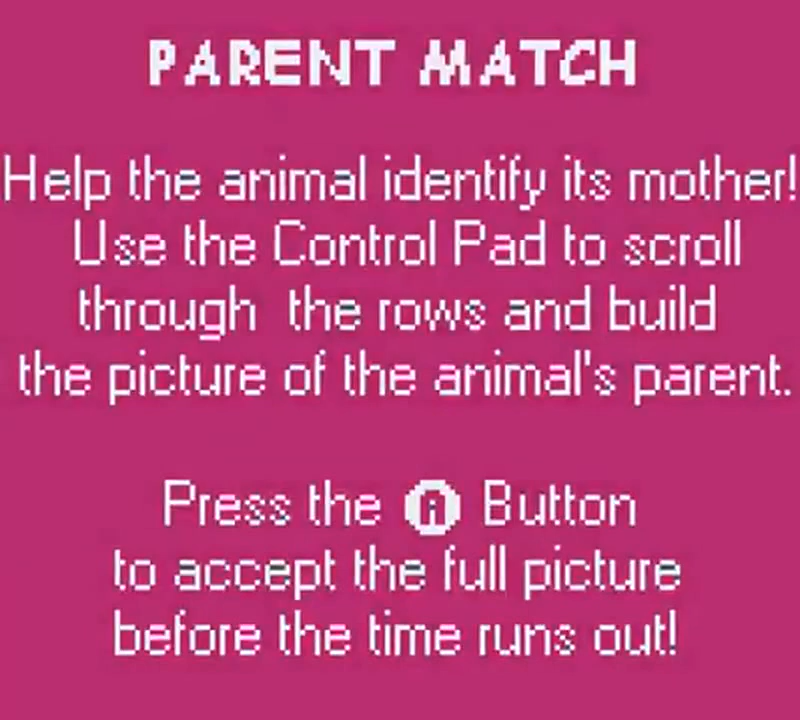 PARENT MATCH
Help the animal identify its mother!
Use the Control Pad to scroll
through the rows and build
the picture of the animal's parent.
Press the A Button
to accept the full picture
before the time runs out!